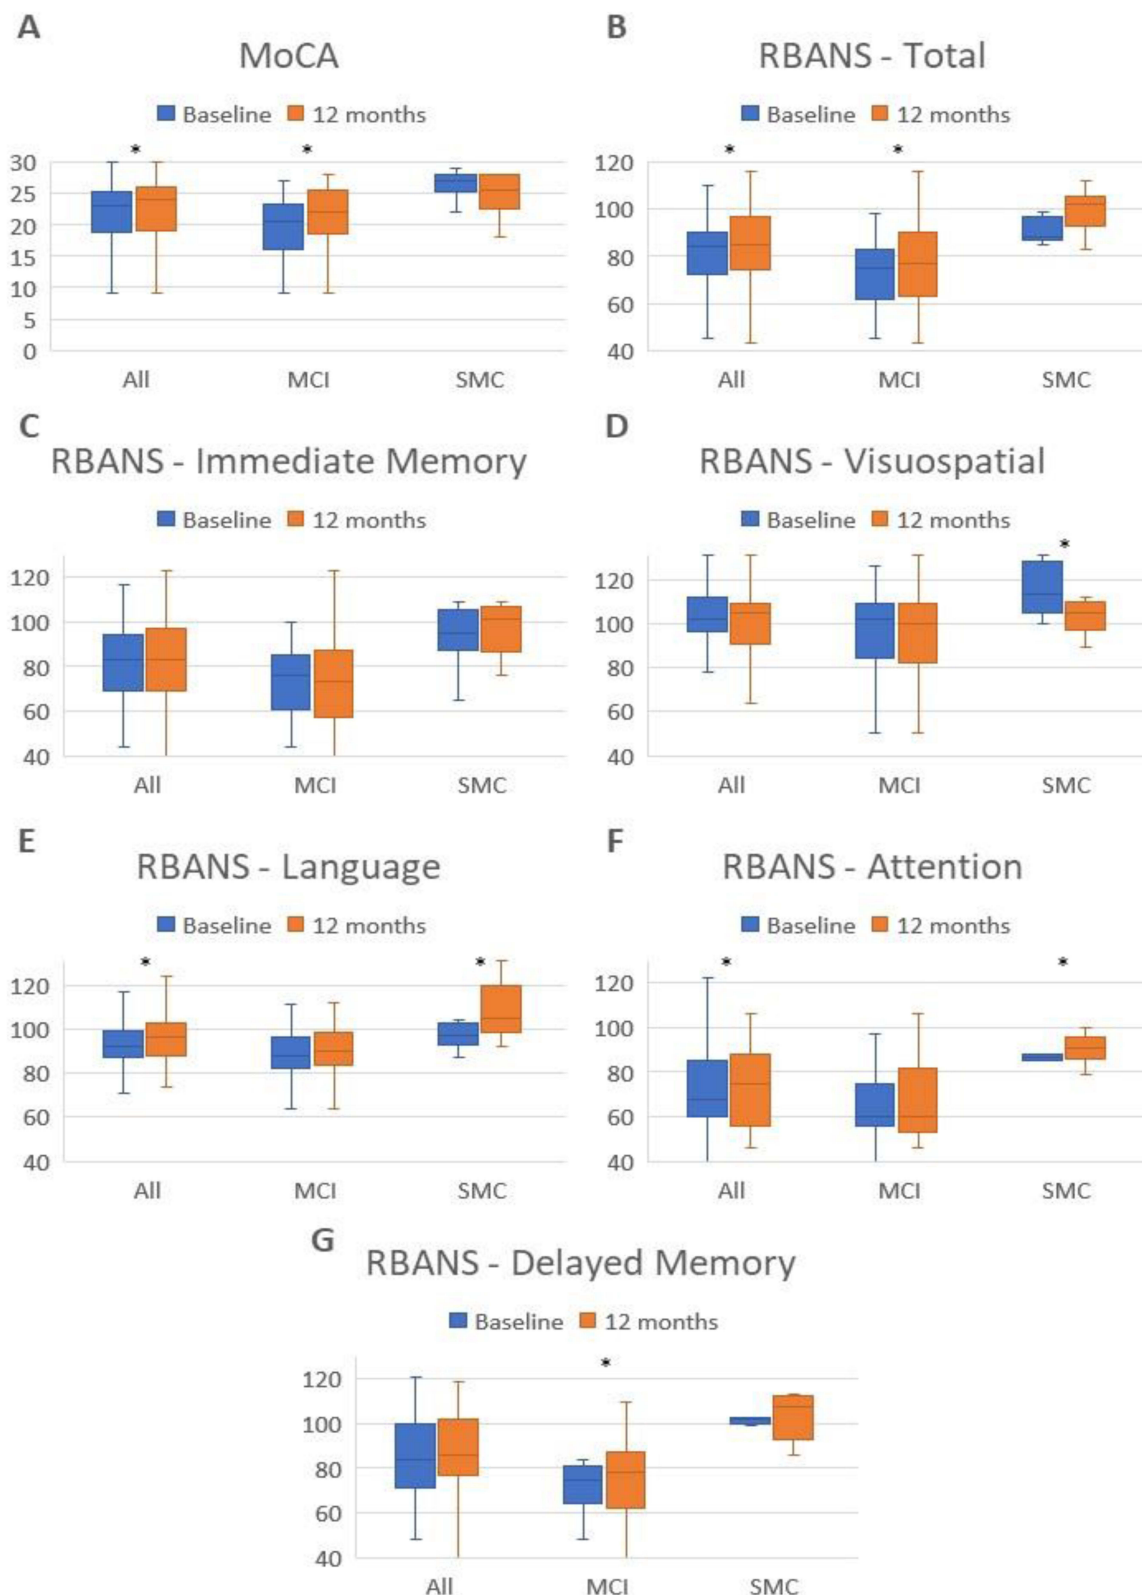 A
MoCA
Baseline 12 months
* *
30
25
20
15
10
5
0
All MCI SMC
B
RBANS - Total
Baseline 12 months
* *
120
100
80
60
40
All MCI SMC
C
RBANS - Immediate Memory
Baseline 12 months
120
100
80
60
40
All MCI SMC
D
RBANS - Visuospatial
Baseline 12 months
*
120
100
80
60
40
All MCI SMC
E
RBANS - Language
Baseline 12 months
* *
120
100
80
60
40
All MCI SMC
F
RBANS - Attention
Baseline 12 months
* *
120
100
80
60
40
All MCI SMC
G
RBANS - Delayed Memory
Baseline 12 months
*
120
100
80
60
40
All MCI SMC